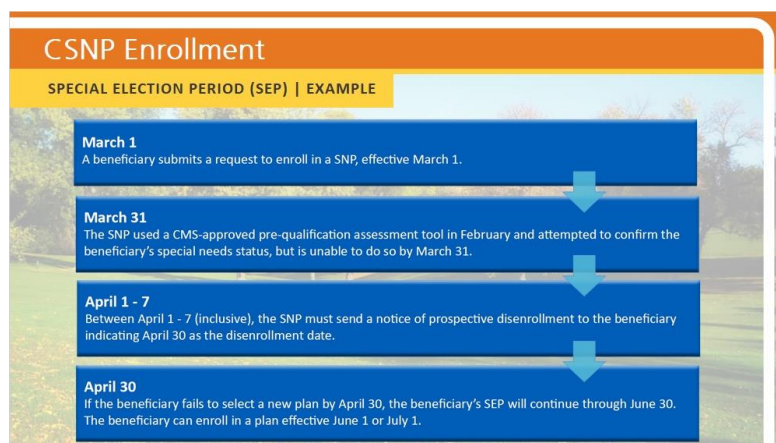 CSNP Enrollment
SPECIAL ELECTION PERIOD (SEP) | EXAMPLE
March 1
A beneficiary submits a request to enroll in a SNP, effective March 1.
March 31
The SNP used a CMS-approved pre-qualification assessment tool in February and attempted to confirm the
beneficiary's special needs status, but is unable to do so by March 31.
April 1 - 7
Between April 1 - 7 (inclusive), the SNP must send a notice of prospective disenrollment to the beneficiary
indicating April 30 as the disenrollment date.
April 30
If the beneficiary fails to select a new plan by April 30, the beneficiary's SEP will continue through June 30.
The beneficiary can enroll in a plan effective June 1 or July 1.